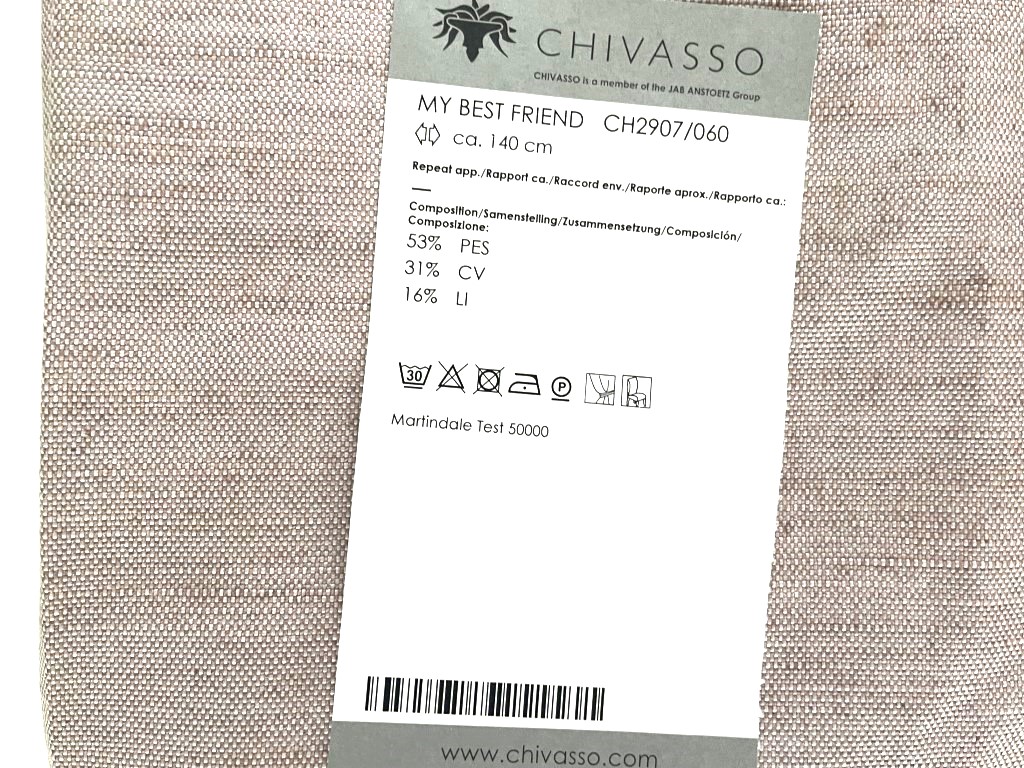 CHIVASSO
CHIVASSO is a member of the JAB ANSTOETZ Group
MY BEST FRIEND CH2907/060
ca. 140 cm
Repeat app./Rapport ca./Raccord env./Raporte aprox./Rapporto ca.:
—
Composition/Samenstelling/Zusammensetzung/Composición/
Composizione:
53% PES
31% CV
16% LI
30 P
Martindale Test 50000
www.chivasso.com